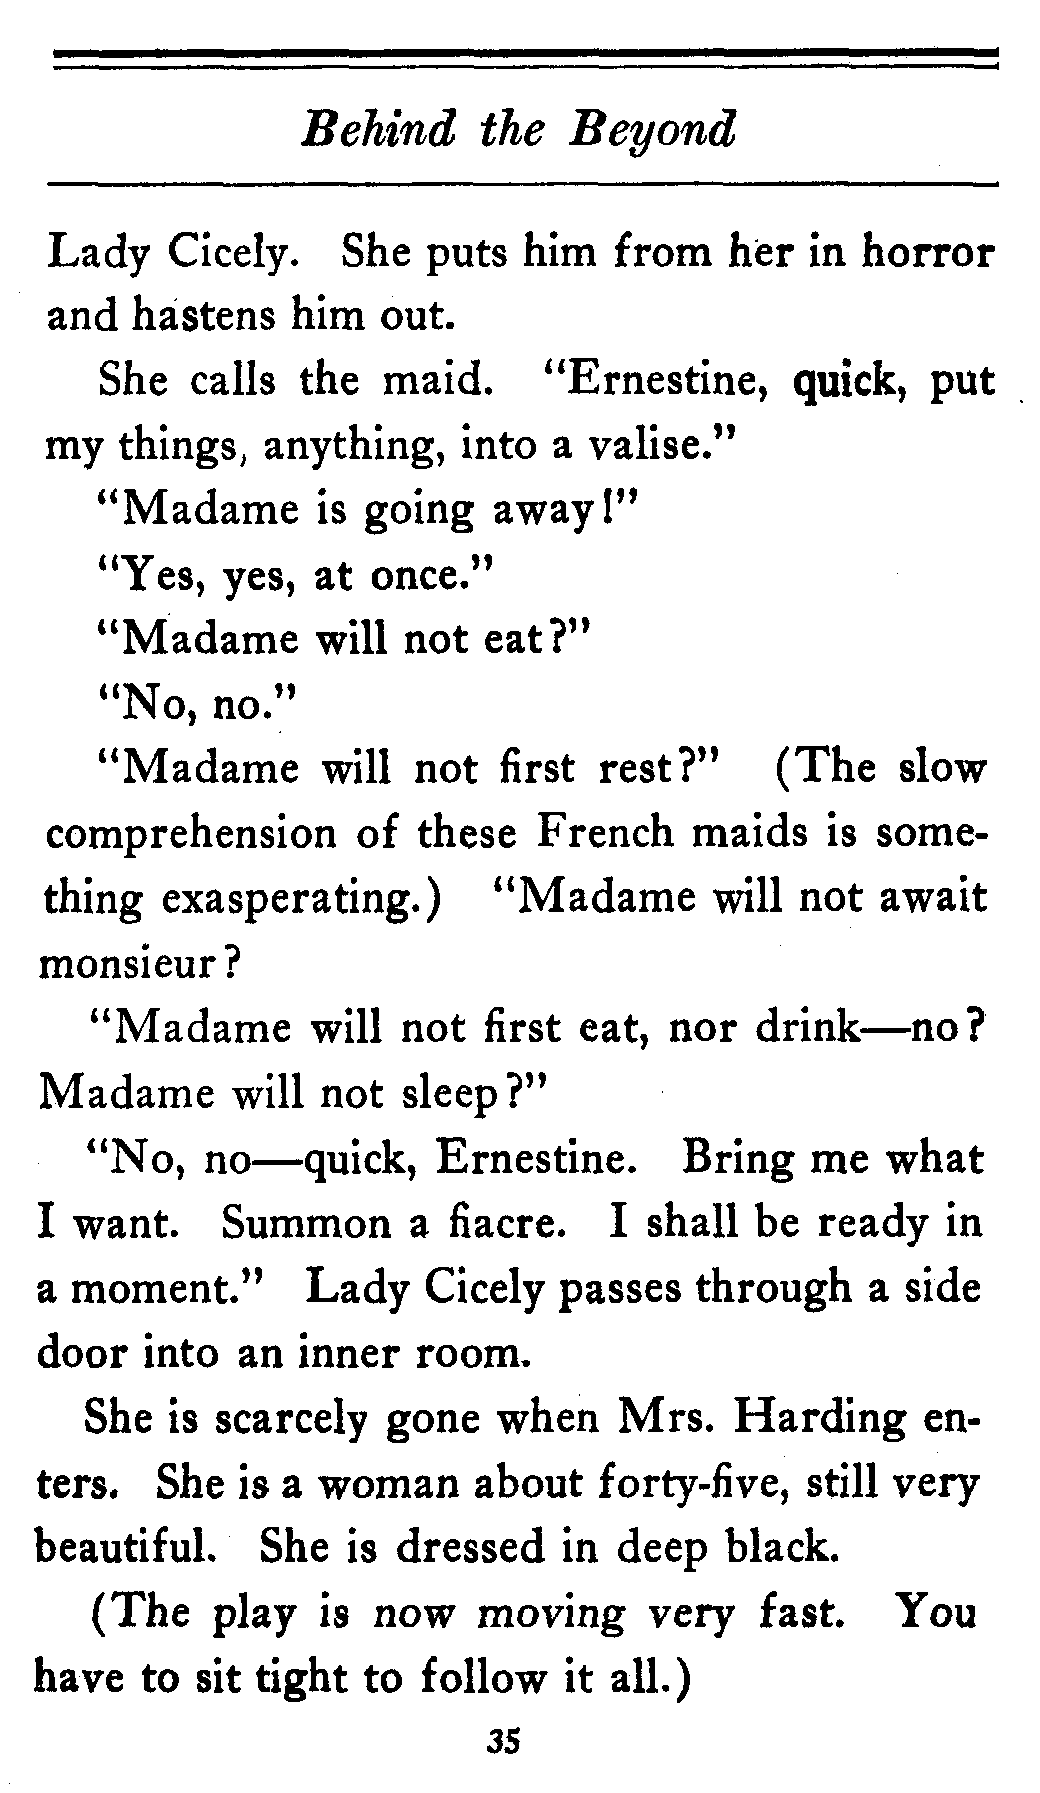 Behind the Beyond
Lady Cicely. She puts him from her in horror
and hastens him out.
She calls the maid. "Ernestine, quick, put
my things, anything, into a valise."
"Madame is going away!"
"Yes, yes, at once."
"Madame will not eat?"
"No, no."
"Madame will not first rest?" (The slow
comprehension of these French maids is some-
thing exasperating.) "Madame will not await
monsieur?
"Madame will not first eat, nor drink—no?
Madame will not sleep?"
"No, no—quick, Ernestine. Bring me what
I want. Summon a fiacre. I shall be ready in
a moment." Lady Cicely passes through a side
door into an inner room.
She is scarcely gone when Mrs. Harding en-
ters. She is a woman about forty-five, still very
beautiful. She is dressed in deep black.
(The play is now moving very fast. You
have to sit tight to follow it all.)
35